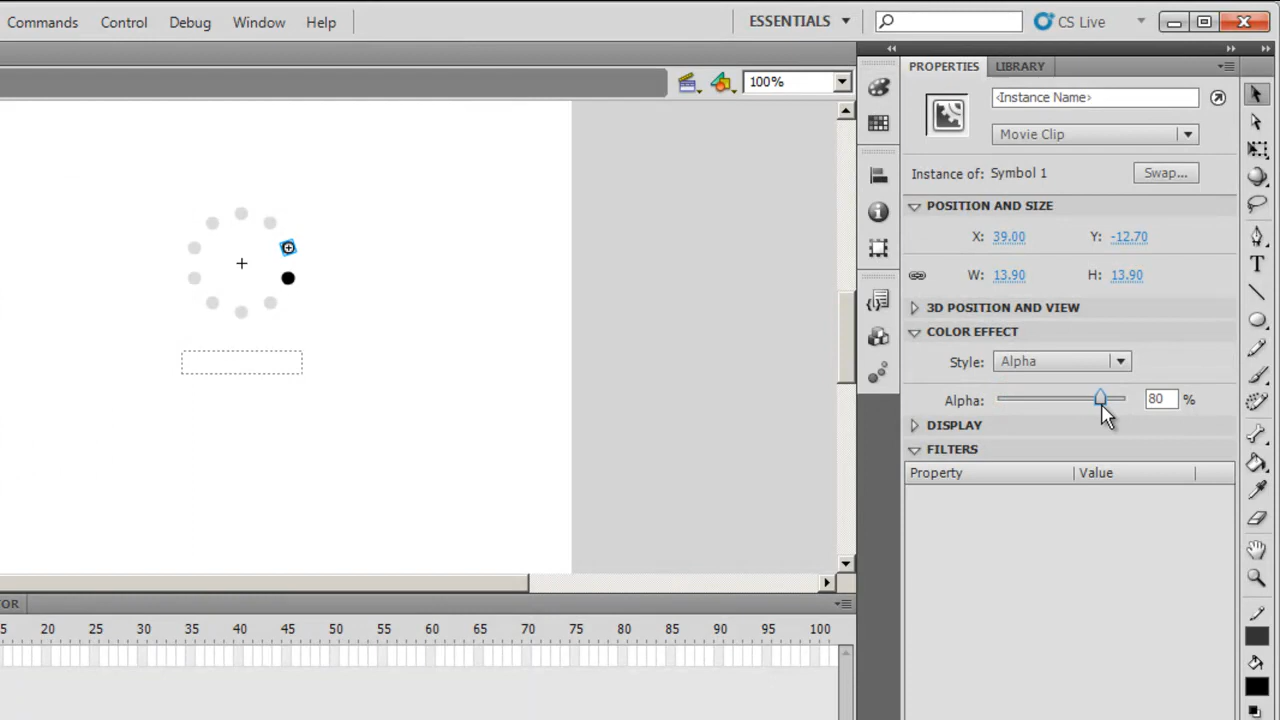 Commands Control Debug Window Help ESSENTIALS CS Live
PROPERTIES LIBRARY
100%
<Instance Name>
Movie Clip
Instance of: Symbol 1 Swap...
POSITION AND SIZE
X: 39.00 Y: -12.70
W: 13.90 H: 13.90
3D POSITION AND VIEW
COLOR EFFECT
Style: Alpha
Alpha: 80 %
DISPLAY
FILTERS
Property Value
OR
5 20 25 30 35 40 45 50 55 60 65 70 75 80 85 90 95 100